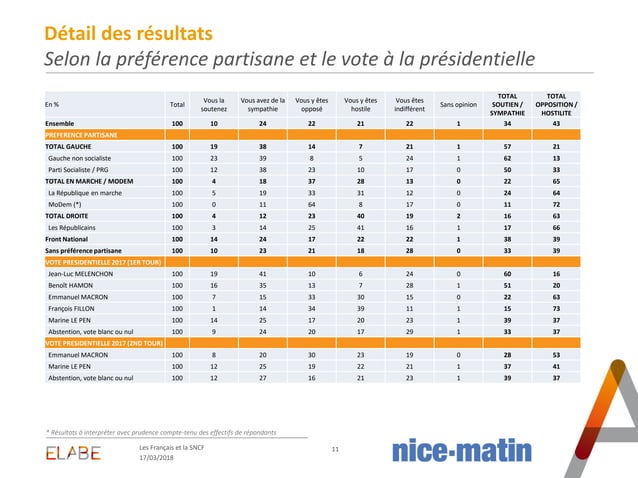 Détail des résultats
Selon la préférence partisane et le vote à la présidentielle
En % Total Vous la soutenez Vous avez de la sympathie Vous y êtes opposé Vous y êtes hostile Vous êtes indifférent Sans opinion TOTAL SOUTIEN / SYMPATHIE TOTAL OPPOSITION / HOSTILITE
Ensemble 100 10 24 22 21 22 1 34 43
PREFERENCE PARTISANE
TOTAL GAUCHE 100 19 38 14 7 21 1 57 21
Gauche non socialiste 100 23 39 8 5 24 1 62 13
Parti Socialiste / PRG 100 12 38 23 10 17 0 50 33
TOTAL EN MARCHE / MODEM 100 4 18 37 28 13 0 22 65
La République en marche 100 5 19 33 31 12 0 24 64
MoDem (*) 100 0 11 64 8 17 0 11 72
TOTAL DROITE 100 4 12 23 40 19 2 16 63
Les Républicains 100 3 14 25 41 16 1 17 66
Front National 100 14 24 17 22 22 1 38 39
Sans préférence partisane 100 10 23 21 18 28 0 33 39
VOTE PRESIDENTIELLE 2017 (1ER TOUR)
Jean-Luc MELENCHON 100 19 41 10 6 24 0 60 16
Benoît HAMON 100 16 35 13 7 28 1 51 20
Emmanuel MACRON 100 7 15 33 30 15 0 22 63
François FILLON 100 1 14 34 39 11 1 15 73
Marine LE PEN 100 14 25 17 20 23 1 39 37
Abstention, vote blanc ou nul 100 9 24 20 17 29 1 33 37
VOTE PRESIDENTIELLE 2017 (2ND TOUR)
Emmanuel MACRON 100 8 20 30 23 19 0 28 53
Marine LE PEN 100 12 25 19 22 21 1 37 41
Abstention, vote blanc ou nul 100 12 27 16 21 23 1 39 37
* Résultats à interpréter avec prudence compte-tenu des effectifs de répondants
ELABE
Les Français et la SNCF
17/03/2018
11
nice-matin